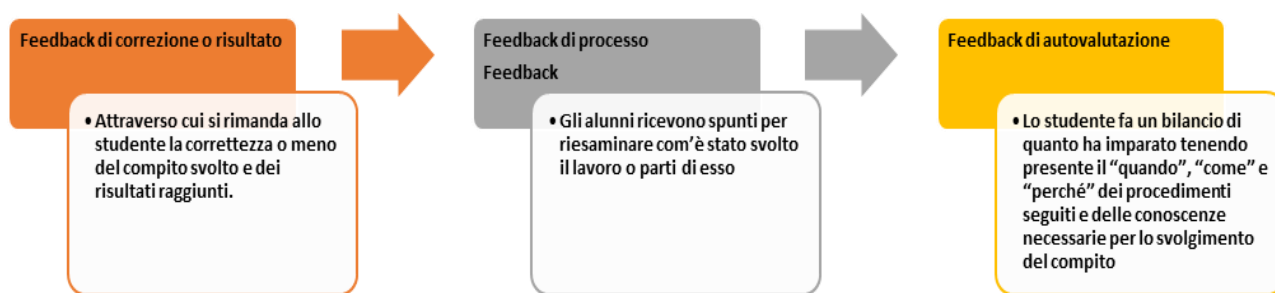 Feedback di correzione o risultato
• Attraverso cui si rimanda allo
studente la correttezza o meno
del compito svolto e dei
risultati raggiunti.
Feedback di processo
Feedback
• Gli alunni ricevono spunti per
riesaminare com'è stato svolto
il lavoro o parti di esso
Feedback di autovalutazione
• Lo studente fa un bilancio di
quanto ha imparato tenendo
presente il “quando”, “come” e
“perché” dei procedimenti
seguiti e delle conoscenze
necessarie per lo svolgimento
del compito